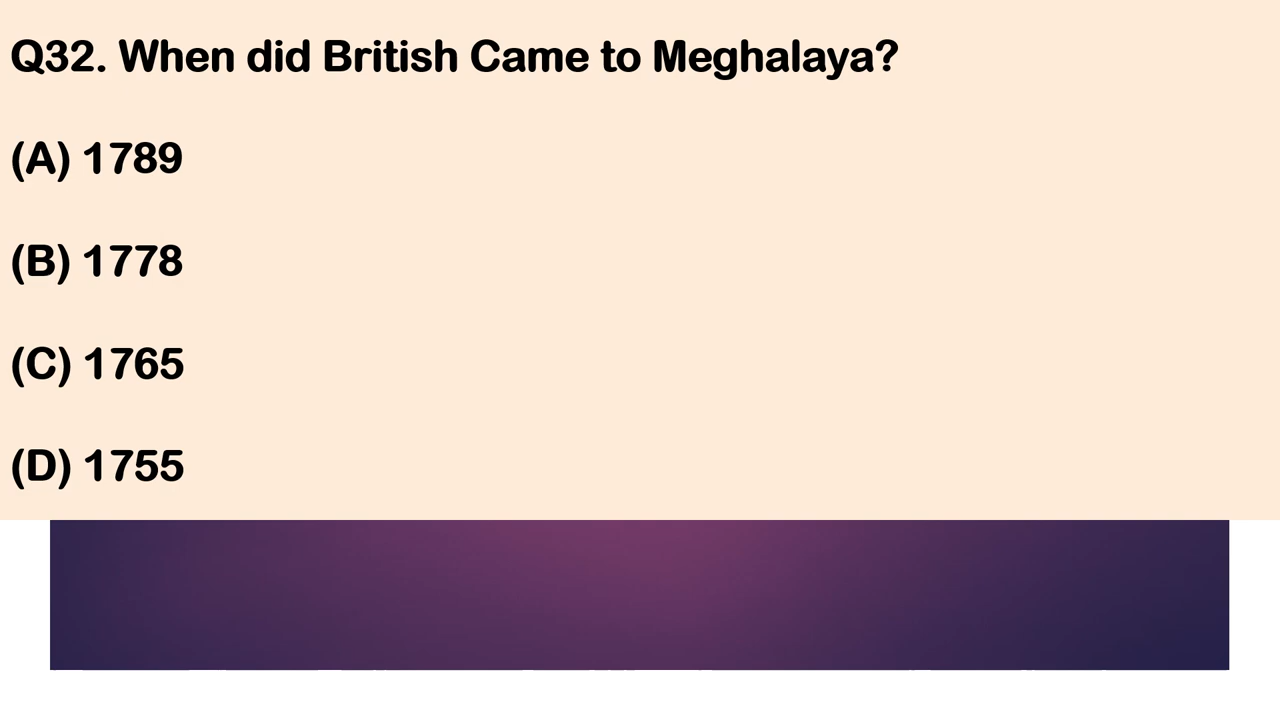 Q32. When did British Came to Meghalaya?
(A) 1789
(B) 1778
(C) 1765
(D) 1755